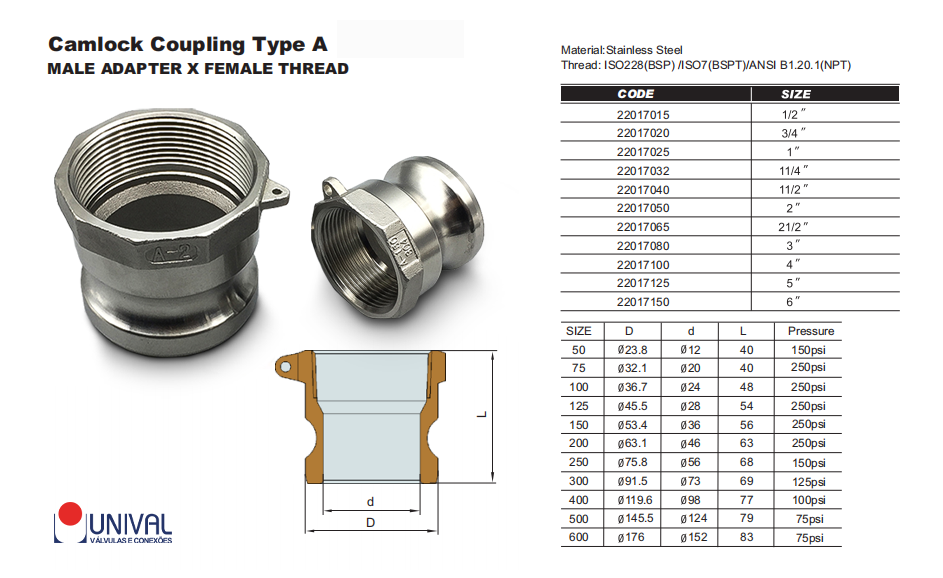 Camlock Coupling Type A
MALE ADAPTER X FEMALE THREAD
Material:Stainless Steel
Thread: ISO228(BSP) /ISO7(BSPT)/ANSI B1.20.1(NPT)
CODE SIZE
22017015 1/2″
22017020 3/4″
22017025 1″
22017032 11/4″
22017040 11/2″
22017050 2″
22017065 21/2″
22017080 3″
22017100 4″
22017125 5″
22017150 6″
SIZE D d L Pressure
50 Ø23.8 Ø12 40 150psi
75 Ø32.1 Ø20 40 250psi
100 Ø36.7 Ø24 48 250psi
125 Ø45.5 Ø28 54 250psi
150 Ø53.4 Ø36 56 250psi
200 Ø63.1 Ø46 63 250psi
250 Ø75.8 Ø56 68 150psi
300 Ø91.5 Ø73 69 125psi
400 Ø119.6 Ø98 77 100psi
500 Ø145.5 Ø124 79 75psi
600 Ø176 Ø152 83 75psi
A-2
L
d
D
UNIVAL
VÁLVULAS E CONEXÕES